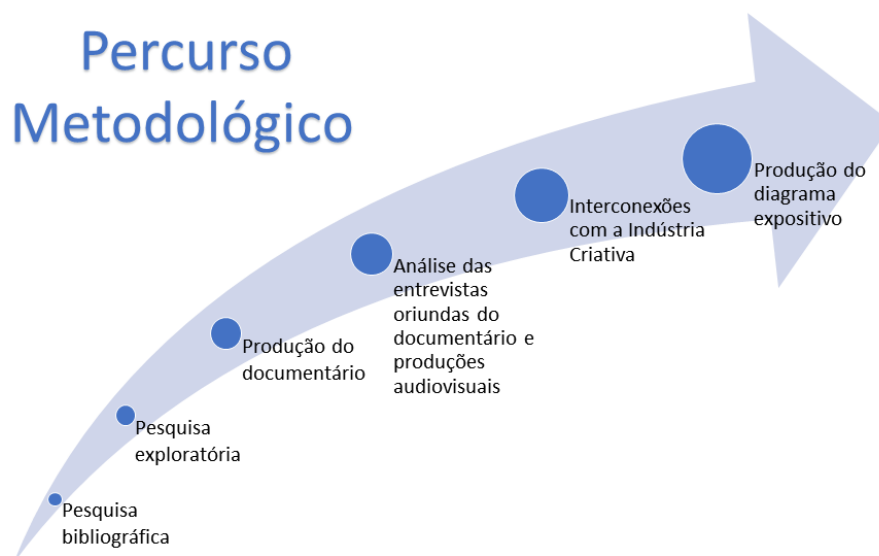 Percurso
Metodológico
Pesquisa
bibliográfica
Pesquisa
exploratória
Produção do
documentário
Análise das
entrevistas
oriundas do
documentário e
produções
audiovisuais
Interconexões
com a Indústria
Criativa
Produção do
diagrama
expositivo